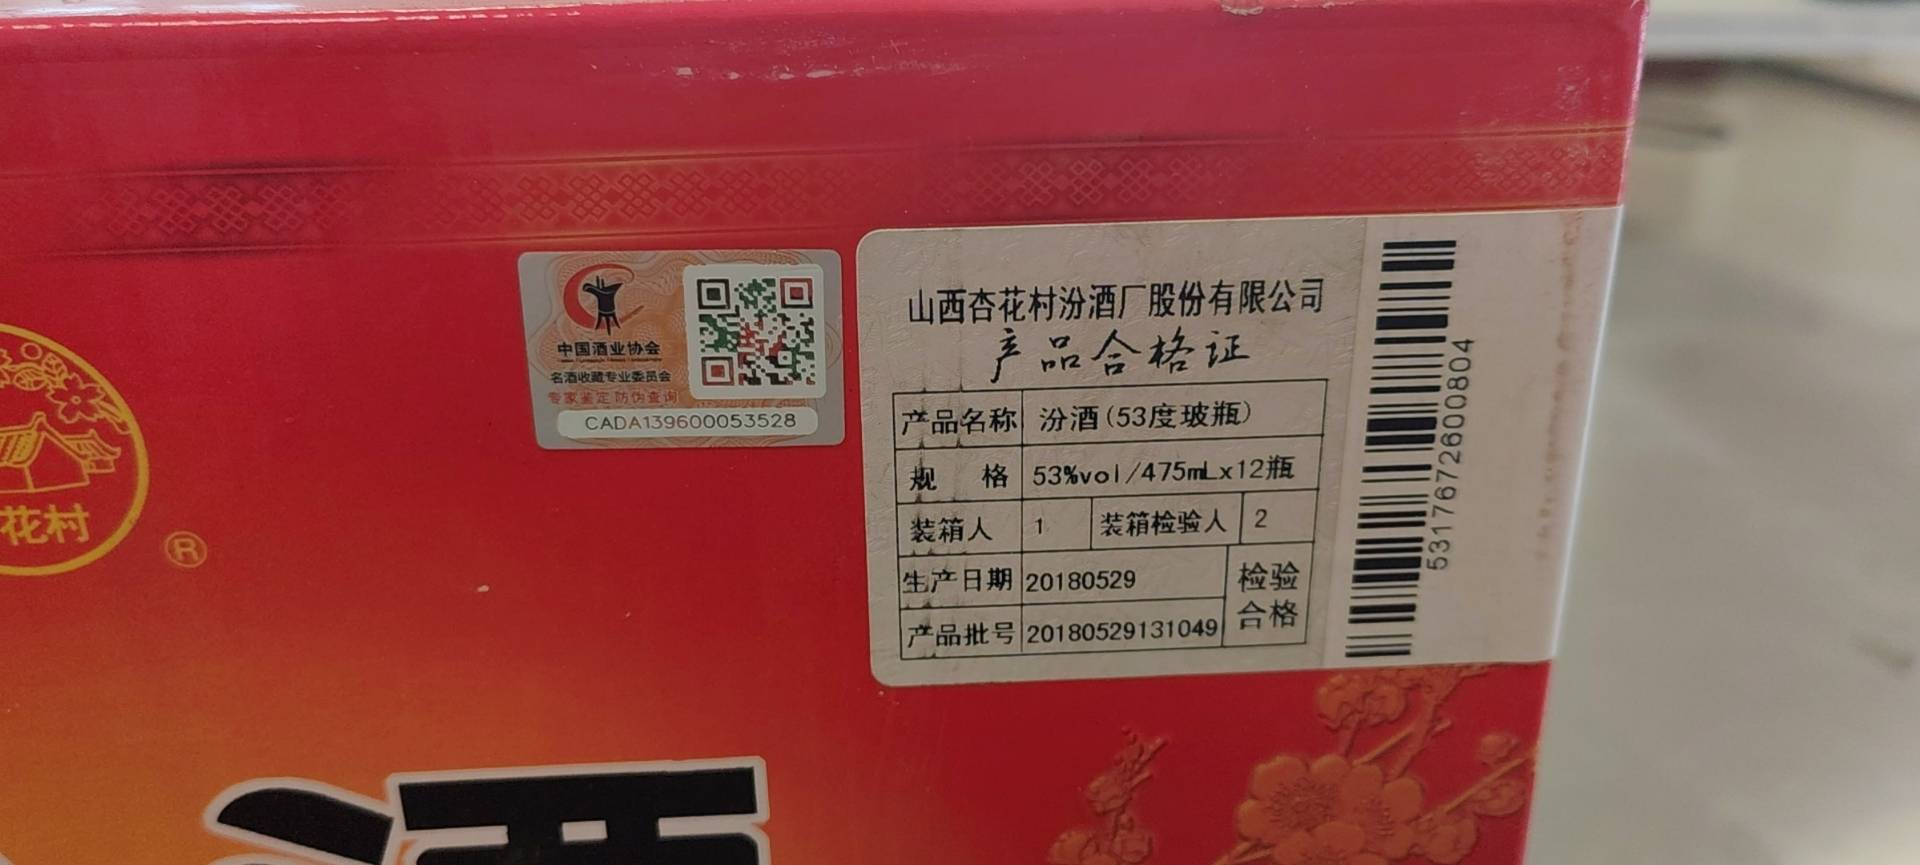 花村
®
中国酒业协会
名酒收藏专业委员会
专家鉴定 防伪查询
CADA139600053528
山西杏花村汾酒厂股份有限公司
产品合格证
产品名称 汾酒(53度玻瓶)
规 格 53%vol/475mLx12瓶
装箱人 1 装箱检验人 2
生产日期 20180529
产品批号 20180529131049
检验
合格
5317672600804
酒